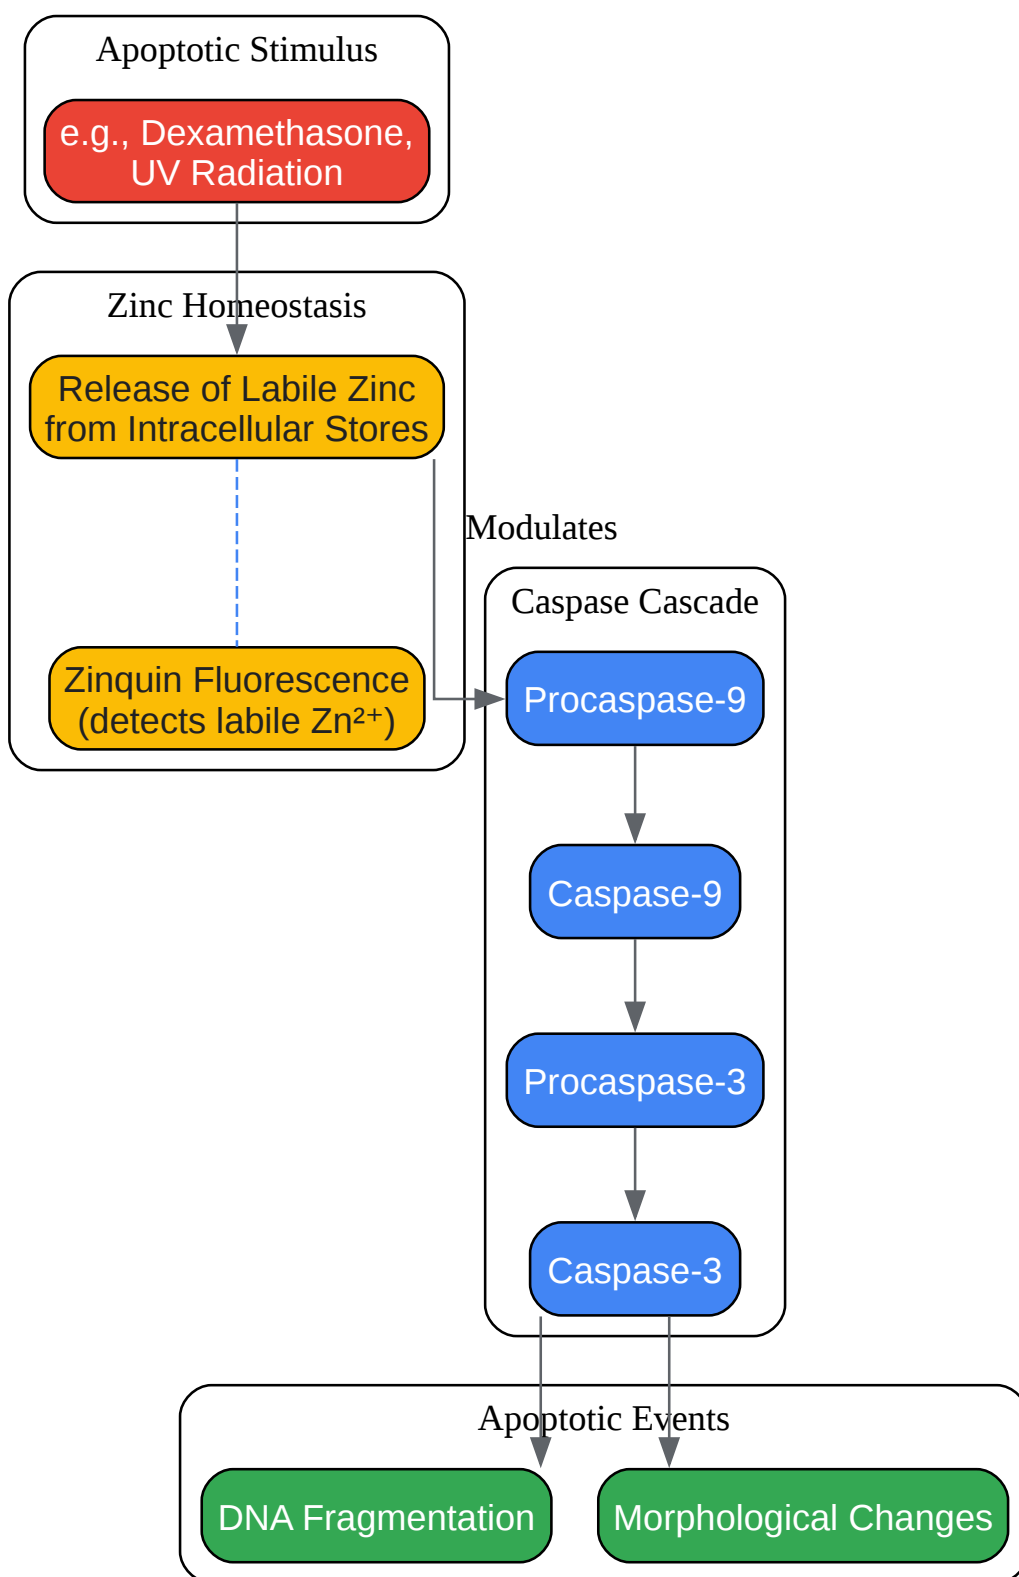 Apoptotic Stimulus
e.g., Dexamethasone,
UV Radiation
Zinc Homeostasis
Release of Labile Zinc
from Intracellular Stores
Modulates
Zinquin Fluorescence
(detects labile Zn²⁺)
Caspase Cascade
Procaspase-9
Caspase-9
Procaspase-3
Caspase-3
Apoptotic Events
DNA Fragmentation
Morphological Changes